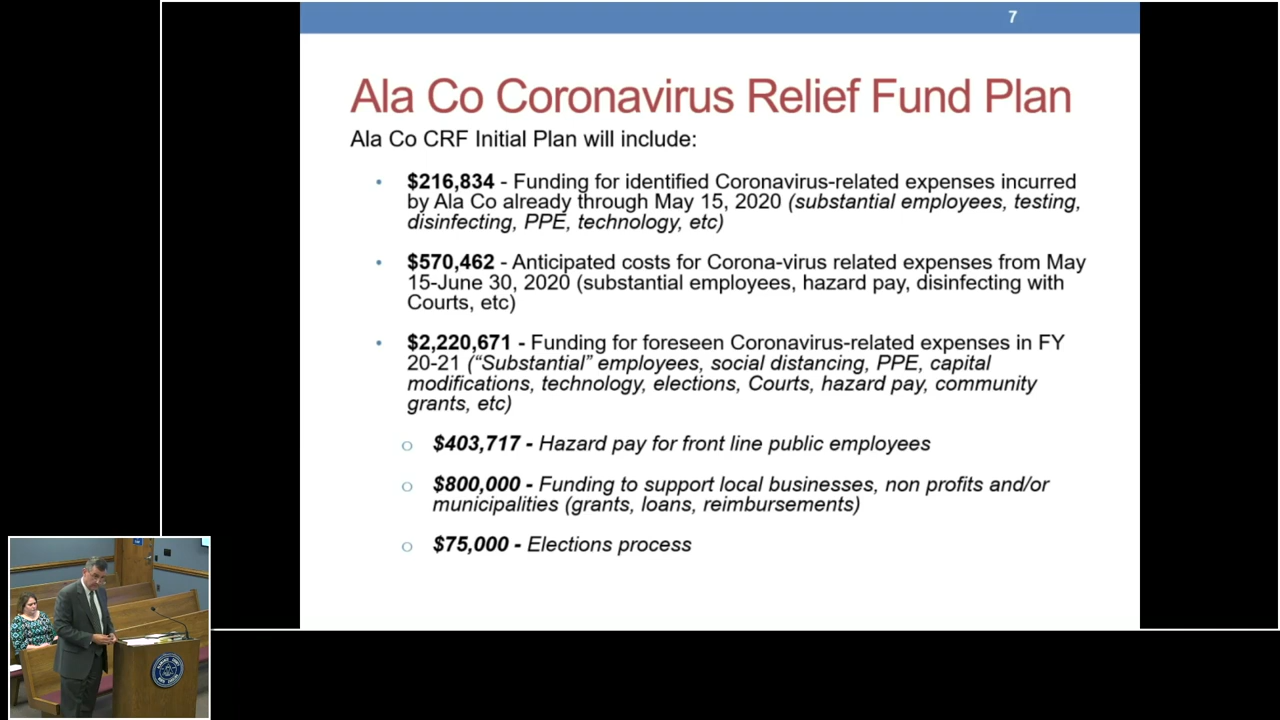 7
Ala Co Coronavirus Relief Fund Plan
Ala Co CRF Initial Plan will include:
• $216,834 - Funding for identified Coronavirus-related expenses incurred
by Ala Co already through May 15, 2020 (substantial employees, testing,
disinfecting, PPE, technology, etc)
• $570,462 - Anticipated costs for Corona-virus related expenses from May
15-June 30, 2020 (substantial employees, hazard pay, disinfecting with
Courts, etc)
• $2,220,671 - Funding for foreseen Coronavirus-related expenses in FY
20-21 (“Substantial” employees, social distancing, PPE, capital
modifications, technology, elections, Courts, hazard pay, community
grants, etc)
o $403,717 - Hazard pay for front line public employees
o $800,000 - Funding to support local businesses, non profits and/or
municipalities (grants, loans, reimbursements)
o $75,000 - Elections process